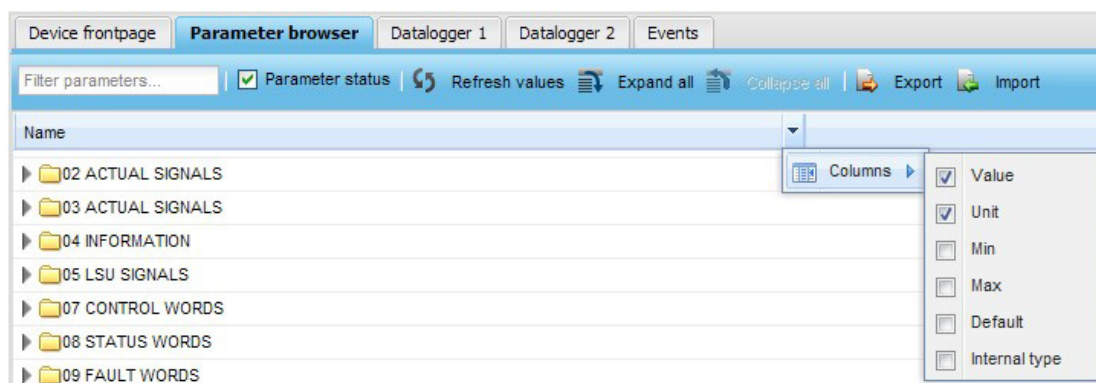 Device frontpage Parameter browser Datalogger 1 Datalogger 2 Events
Filter parameters... Parameter status Refresh values Expand all Collapse all Export Import
Name
02 ACTUAL SIGNALS
03 ACTUAL SIGNALS
04 INFORMATION
05 LSU SIGNALS
07 CONTROL WORDS
08 STATUS WORDS
09 FAULT WORDS
Columns
Value
Unit
Min
Max
Default
Internal type